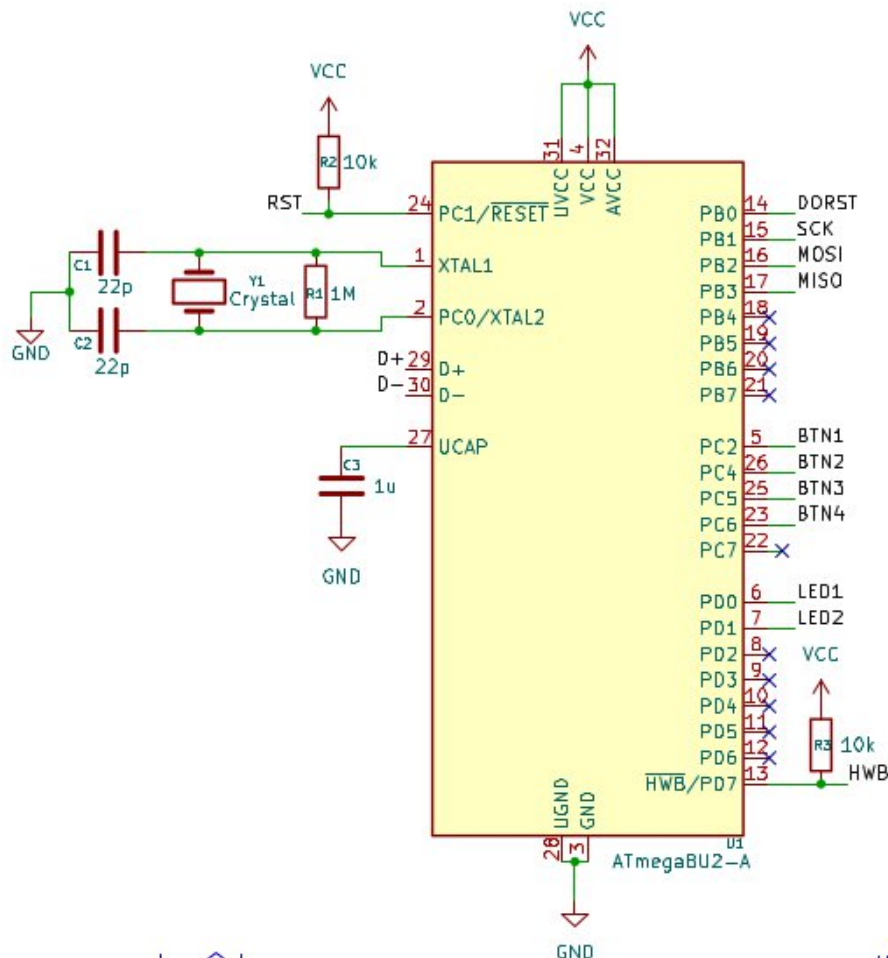 VCC
VCC
R2 10k
31 4 32
UVCC VCC AVCC
RST 24 PC1/RESET
PB0 14 DORST
PB1 15 SCK
C1 22p
1 XTAL1
PB2 16 MOSI
Y1 Crystal
R1 1M
PB3 17 MISO
GND
C2 22p
2 PC0/XTAL2
PB4 18
PB5 19
D+ 29 D+
PB6 20
D- 30 D-
PB7 21
27 UCAP
PC2 5 BTN1
C3 1u
PC4 26 BTN2
PC5 25 BTN3
PC6 23 BTN4
PC7 22
GND
PD0 6 LED1
PD1 7 LED2
PD2 8
VCC
PD3 9
PD4 10
PD5 11
R3 10k
PD6 12
HWB/PD7 13 HWB
UGND GND
28 3
U1
ATmegaBU2-A
GND